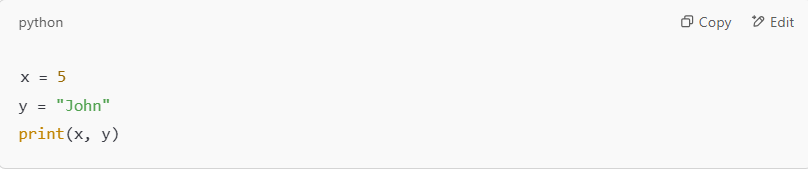 python Copy Edit
x = 5
y = "John"
print(x, y)